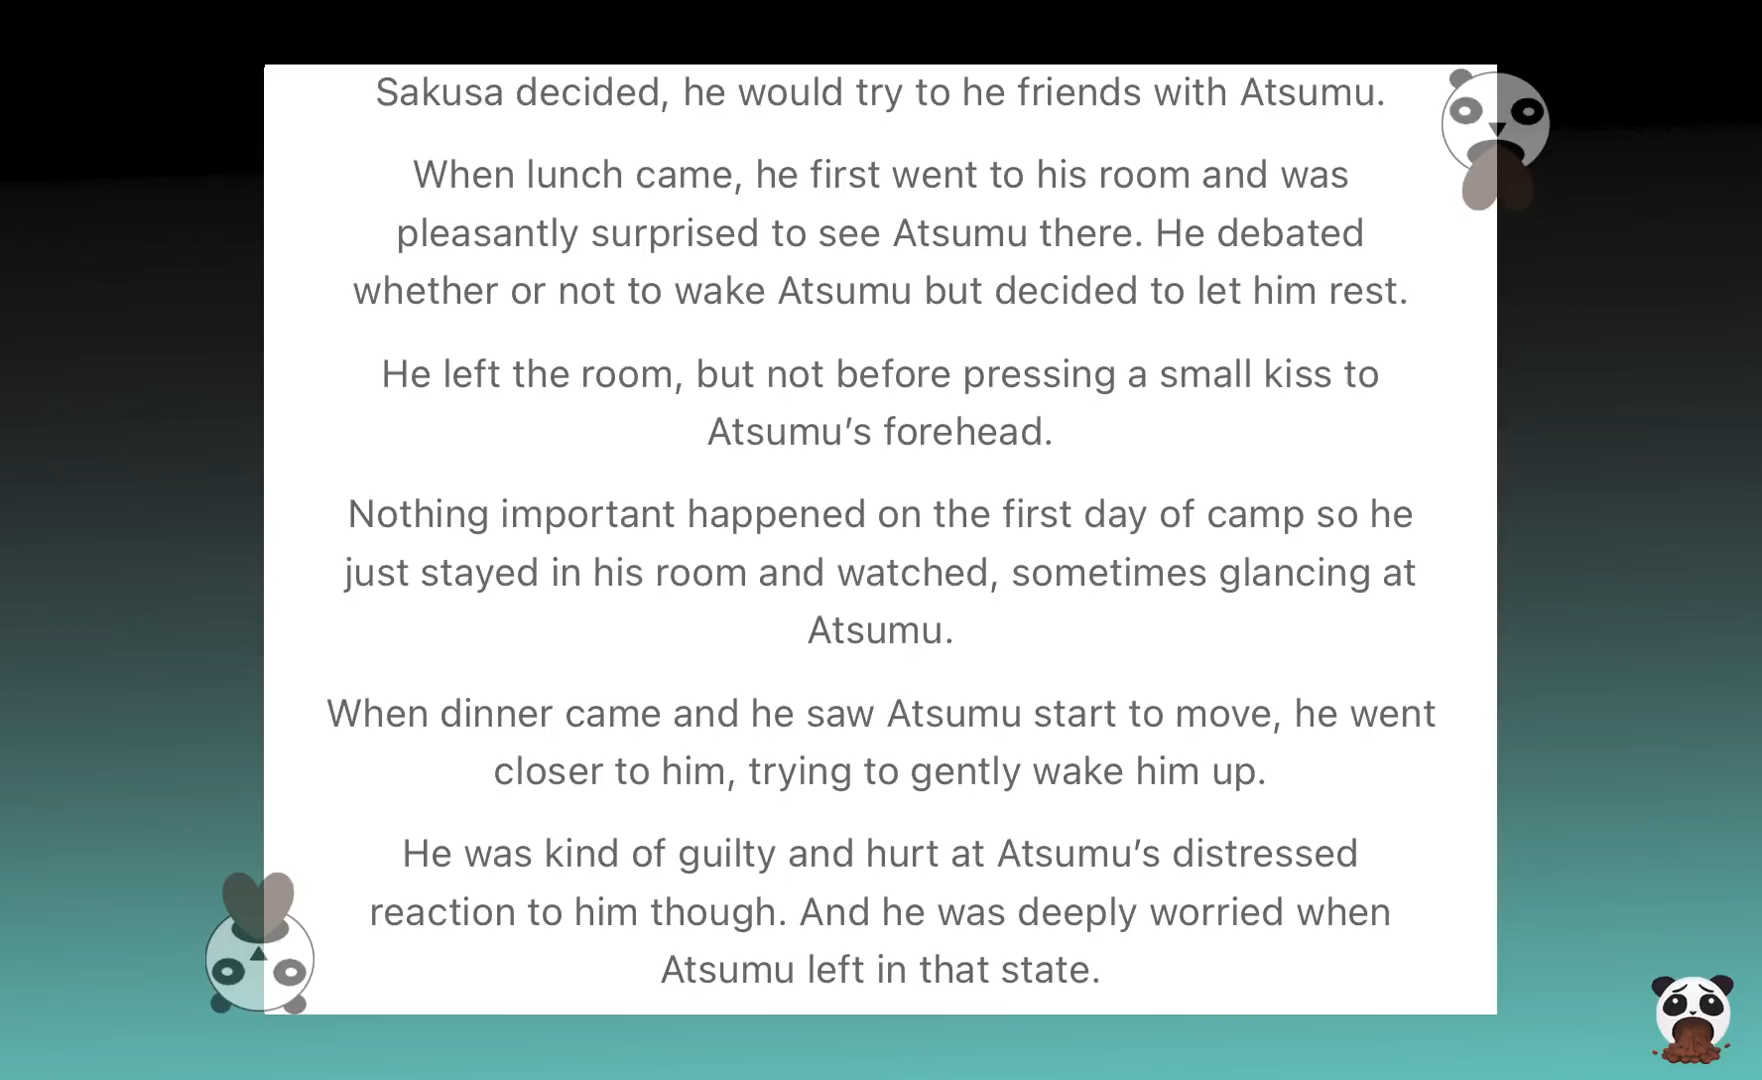 Sakusa decided, he would try to he friends with Atsumu.
When lunch came, he first went to his room and was
pleasantly surprised to see Atsumu there. He debated
whether or not to wake Atsumu but decided to let him rest.
He left the room, but not before pressing a small kiss to
Atsumu’s forehead.
Nothing important happened on the first day of camp so he
just stayed in his room and watched, sometimes glancing at
Atsumu.
When dinner came and he saw Atsumu start to move, he went
closer to him, trying to gently wake him up.
He was kind of guilty and hurt at Atsumu’s distressed
reaction to him though. And he was deeply worried when
Atsumu left in that state.